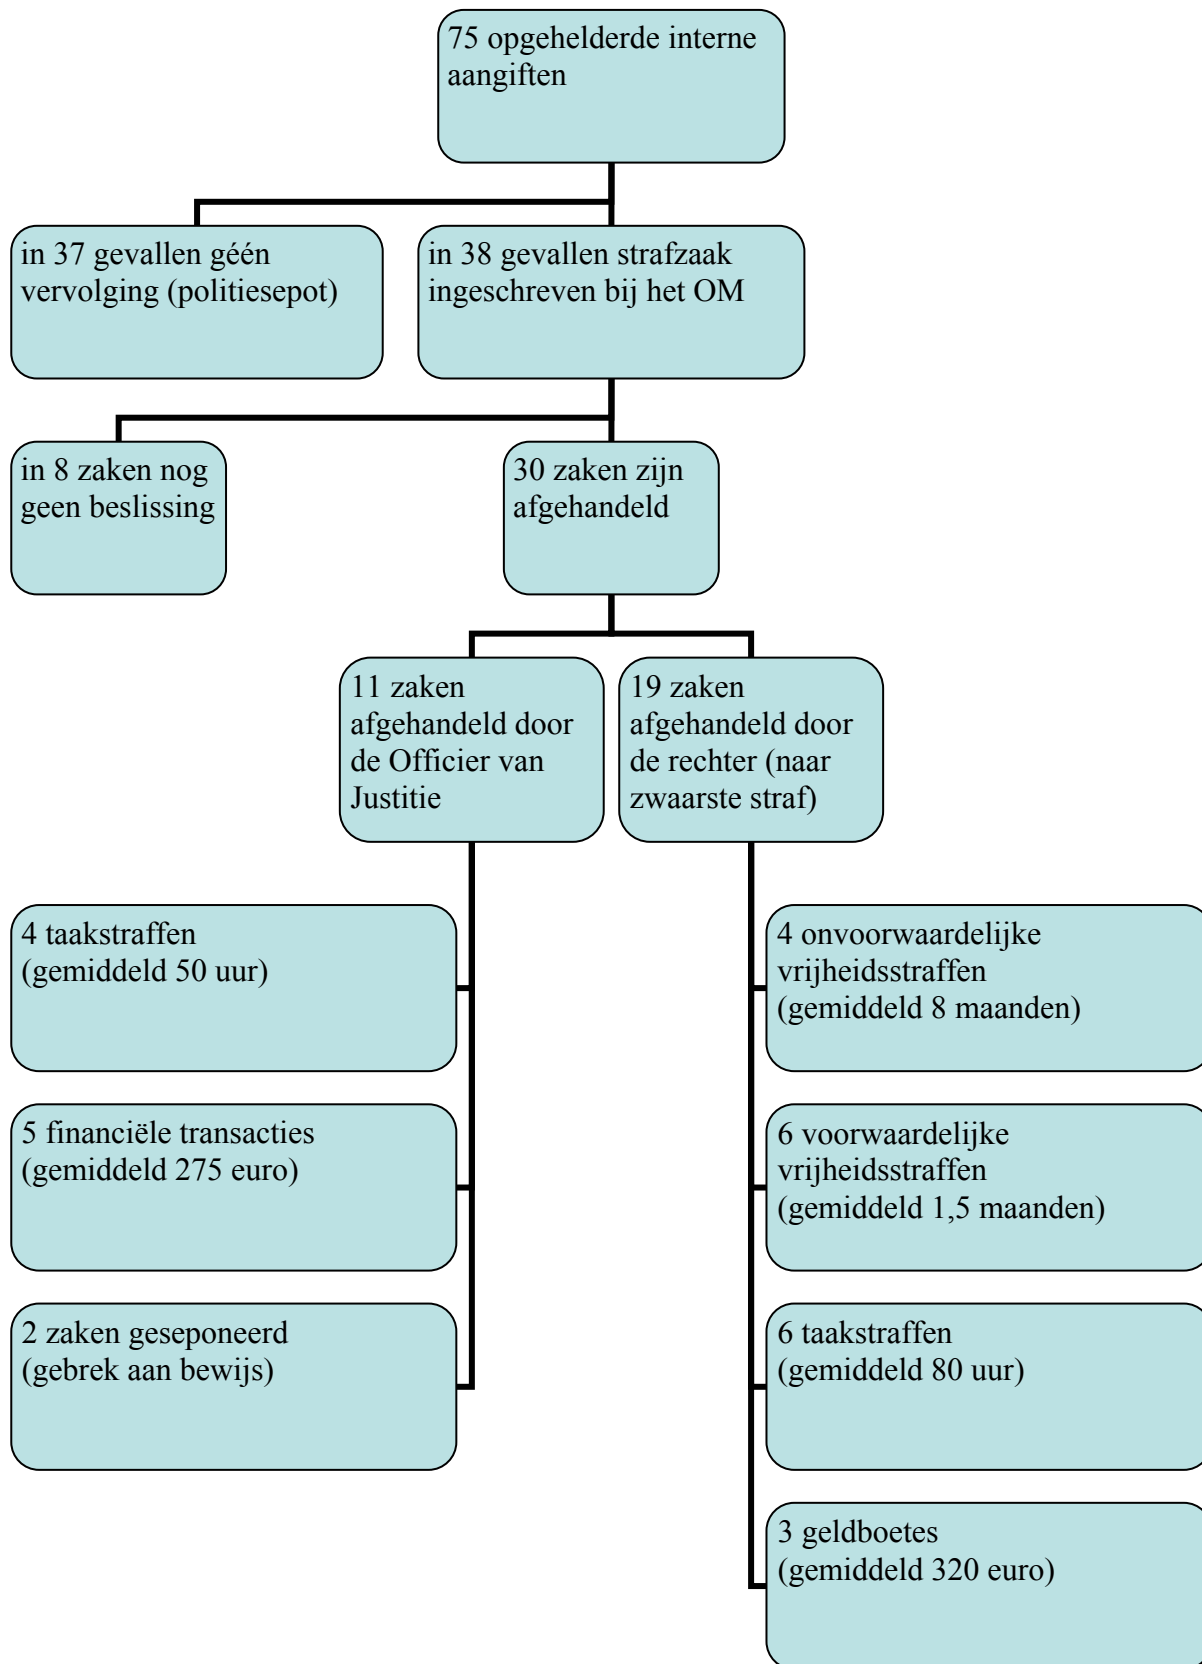 75 opgehelderde interne
aangiften
in 37 gevallen géén
vervolging (politiesepot)
in 38 gevallen strafzaak
ingeschreven bij het OM
in 8 zaken nog
geen beslissing
30 zaken zijn
afgehandeld
11 zaken
afgehandeld door
de Officier van
Justitie
19 zaken
afgehandeld door
de rechter (naar
zwaarste straf)
4 taakstraffen
(gemiddeld 50 uur)
4 onvoorwaardelijke
vrijheidsstraffen
(gemiddeld 8 maanden)
5 financiële transacties
(gemiddeld 275 euro)
6 voorwaardelijke
vrijheidsstraffen
(gemiddeld 1,5 maanden)
2 zaken geseponeerd
(gebrek aan bewijs)
6 taakstraffen
(gemiddeld 80 uur)
3 geldboetes
(gemiddeld 320 euro)